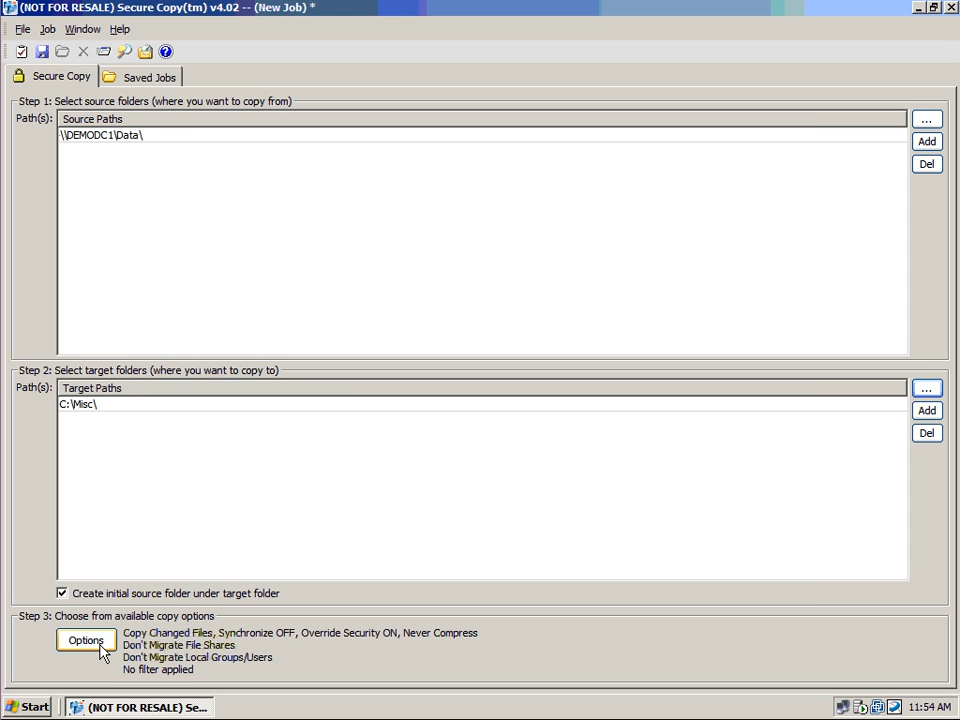 (NOT FOR RESALE) Secure Copy(tm) v4.02 -- (New Job) *
File Job Window Help
Secure Copy Saved Jobs
Step 1: Select source folders (where you want to copy from)
Path(s): Source Paths ...
\\DEMODC1\Data\
Add
Del
Step 2: Select target folders (where you want to copy to)
Path(s): Target Paths ...
C:\Misc\
Add
Del
Create initial source folder under target folder
Step 3: Choose from available copy options
Options
Copy Changed Files, Synchronize OFF, Override Security ON, Never Compress
Don't Migrate File Shares
Don't Migrate Local Groups/Users
No filter applied
Start (NOT FOR RESALE) Se... 11:54 AM